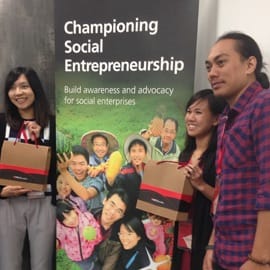 Championing
Social
Entrepreneurship
Build awareness and advocacy
for social enterprises